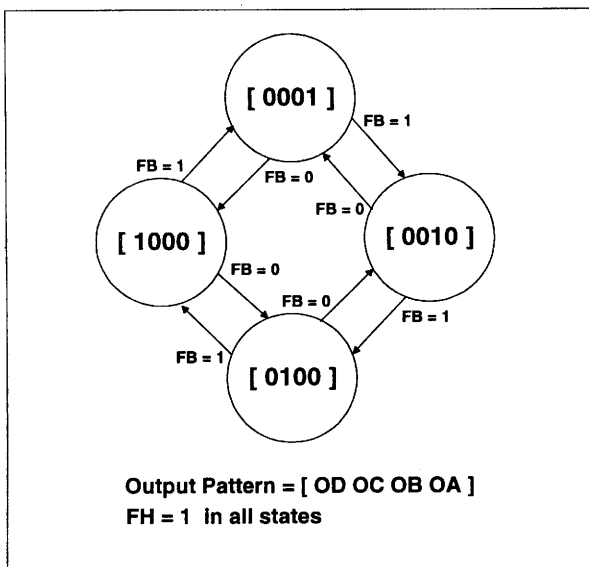 [ 0001 ]
FB = 1
FB = 1
FB = 0
FB = 0
[ 1000 ]
[ 0010 ]
FB = 0
FB = 0
FB = 1
FB = 1
[ 0100 ]
Output Pattern = [ OD OC OB OA ]
FH = 1 in all states